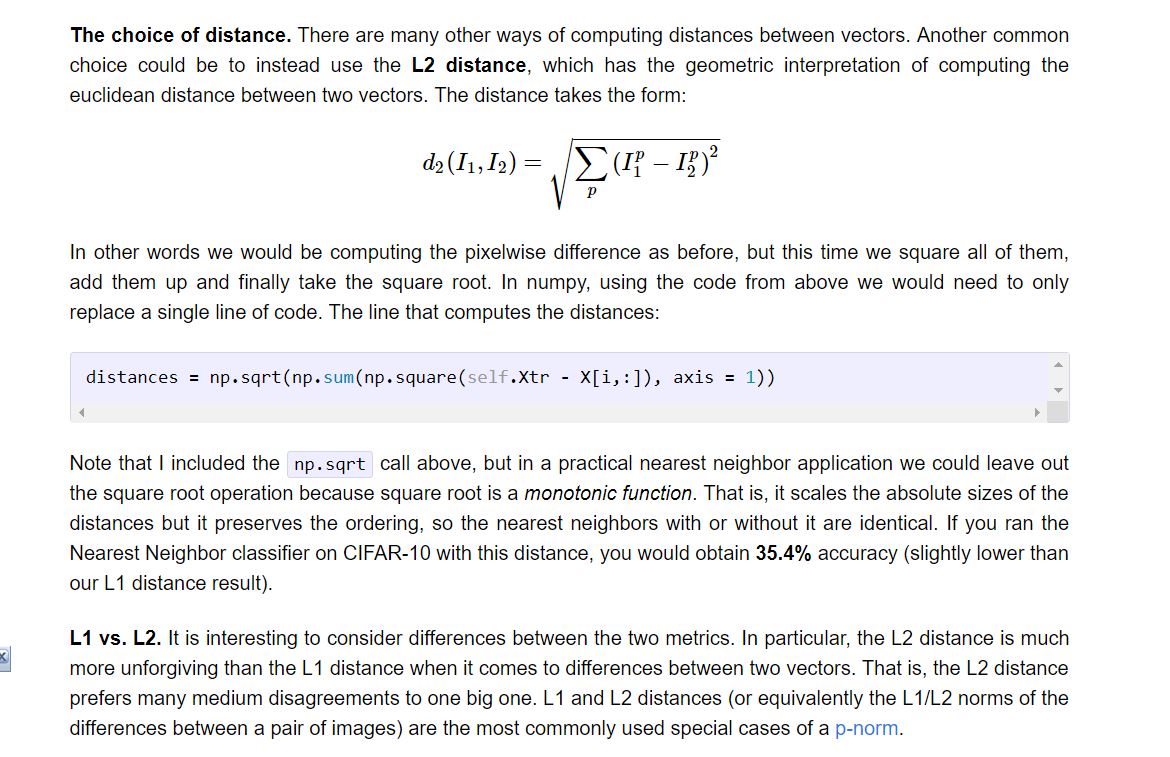 The choice of distance. There are many other ways of computing distances between vectors. Another common
choice could be to instead use the L2 distance, which has the geometric interpretation of computing the
euclidean distance between two vectors. The distance takes the form:
d₂(I₁, I₂) = √∑ₚ (I₁ᵖ − I₂ᵖ)²
In other words we would be computing the pixelwise difference as before, but this time we square all of them,
add them up and finally take the square root. In numpy, using the code from above we would need to only
replace a single line of code. The line that computes the distances:
distances = np.sqrt(np.sum(np.square(self.Xtr - X[i,:]), axis = 1))
Note that I included the np.sqrt call above, but in a practical nearest neighbor application we could leave out
the square root operation because square root is a monotonic function. That is, it scales the absolute sizes of the
distances but it preserves the ordering, so the nearest neighbors with or without it are identical. If you ran the
Nearest Neighbor classifier on CIFAR-10 with this distance, you would obtain 35.4% accuracy (slightly lower than
our L1 distance result).
L1 vs. L2. It is interesting to consider differences between the two metrics. In particular, the L2 distance is much
more unforgiving than the L1 distance when it comes to differences between two vectors. That is, the L2 distance
prefers many medium disagreements to one big one. L1 and L2 distances (or equivalently the L1/L2 norms of the
differences between a pair of images) are the most commonly used special cases of a p-norm.